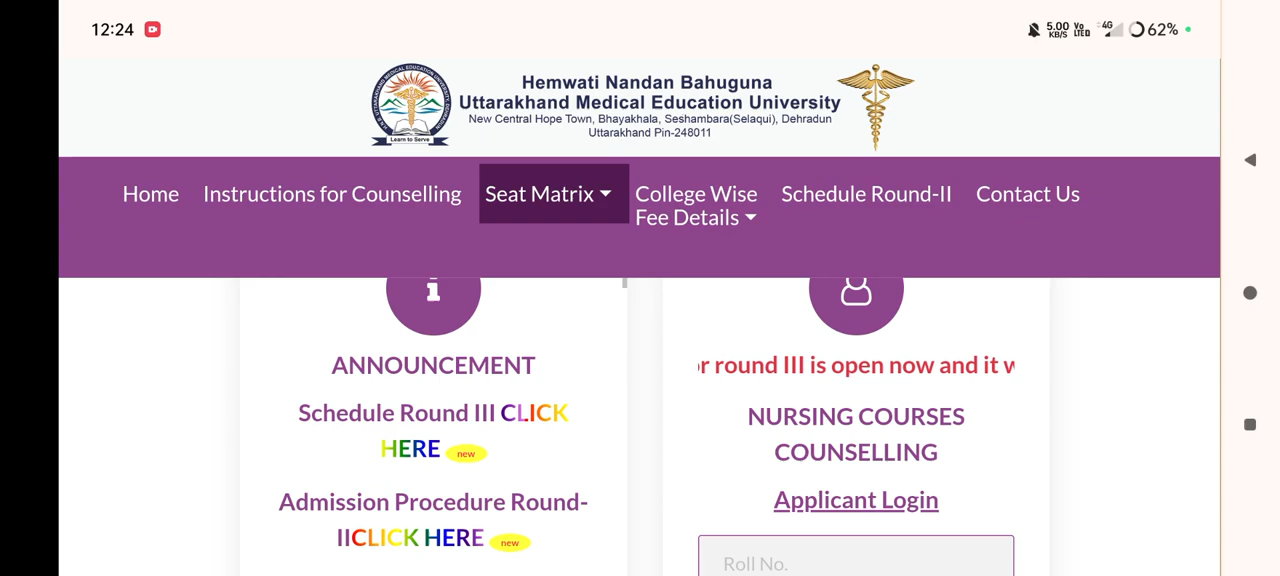 12:24
5.00 KB/S Vo LTED 4G 62%
Hemwati Nandan Bahuguna
Uttarakhand Medical Education University
New Central Hope Town, Bhayakhala, Seshambara(Selaqui), Dehradun
Uttarakhand Pin-248011
Learn to Serve
Home Instructions for Counselling Seat Matrix College Wise Schedule Round-II Contact Us
Fee Details
ANNOUNCEMENT
Schedule Round III CLICK
HERE new
Admission Procedure Round-
IICLICK HERE new
r round III is open now and it w
NURSING COURSES
COUNSELLING
Applicant Login
Roll No.